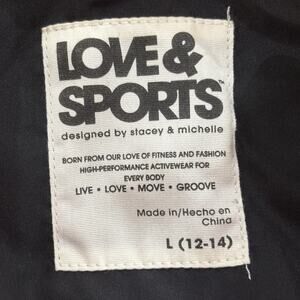 LOVE &
SPORTS™
designed by stacey & michelle
BORN FROM OUR LOVE OF FITNESS AND FASHION
HIGH-PERFORMANCE ACTIVEWEAR FOR
EVERY BODY
LIVE • LOVE • MOVE • GROOVE
Made in/Hecho en
China
L (12-14)